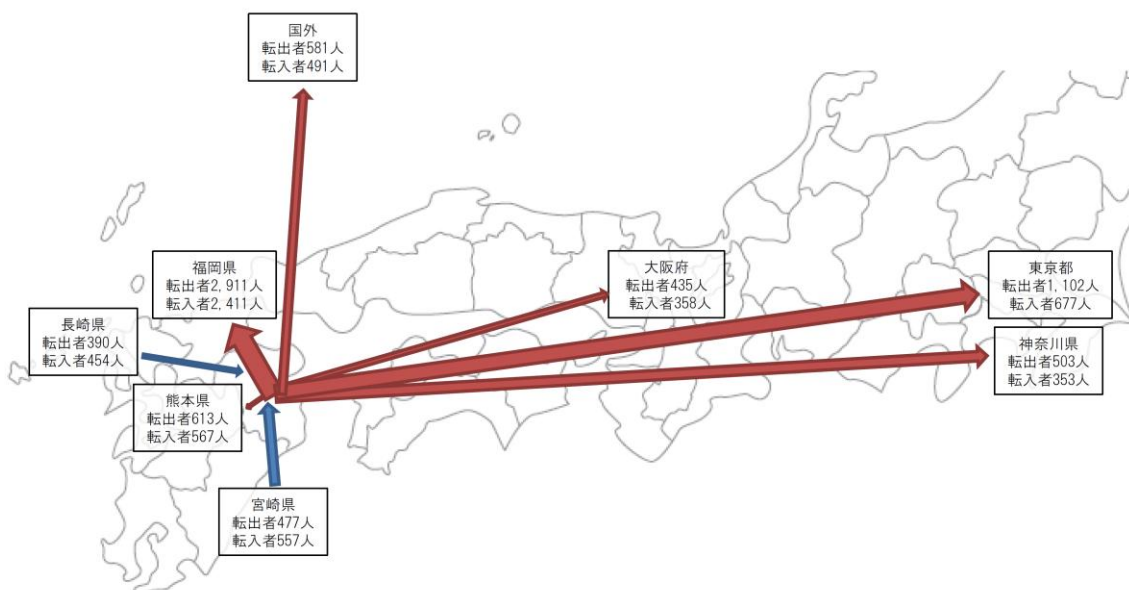 国外
転出者581人
転入者491人
福岡県
転出者2,911人
転入者2,411人
大阪府
転出者435人
転入者358人
東京都
転出者1,102人
転入者677人
長崎県
転出者390人
転入者454人
神奈川県
転出者503人
転入者353人
熊本県
転出者613人
転入者567人
宮崎県
転出者477人
転入者557人